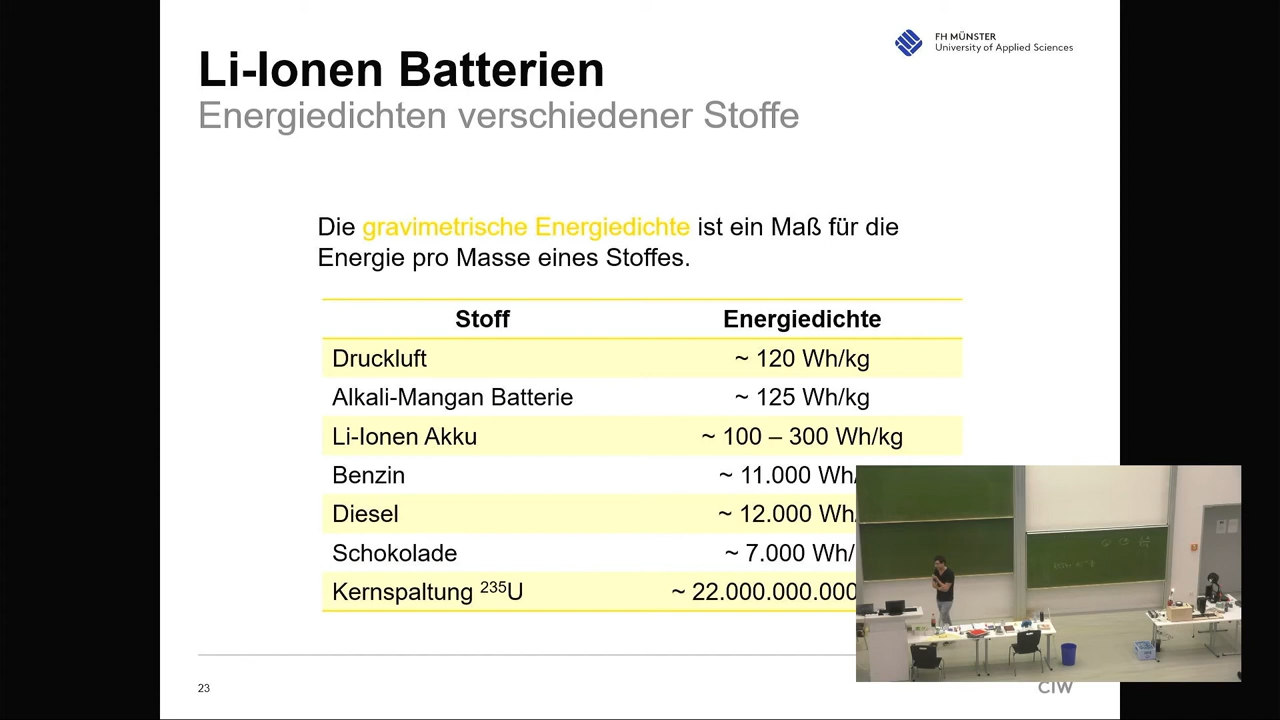 FH MÜNSTER
University of Applied Sciences
Li-Ionen Batterien
Energiedichten verschiedener Stoffe
Die gravimetrische Energiedichte ist ein Maß für die
Energie pro Masse eines Stoffes.
Stoff Energiedichte
Druckluft ~ 120 Wh/kg
Alkali-Mangan Batterie ~ 125 Wh/kg
Li-Ionen Akku ~ 100 – 300 Wh/kg
Benzin ~ 11.000 Wh/
Diesel ~ 12.000 Wh/
Schokolade ~ 7.000 Wh/
Kernspaltung ²³⁵U ~ 22.000.000.000
23
CIW